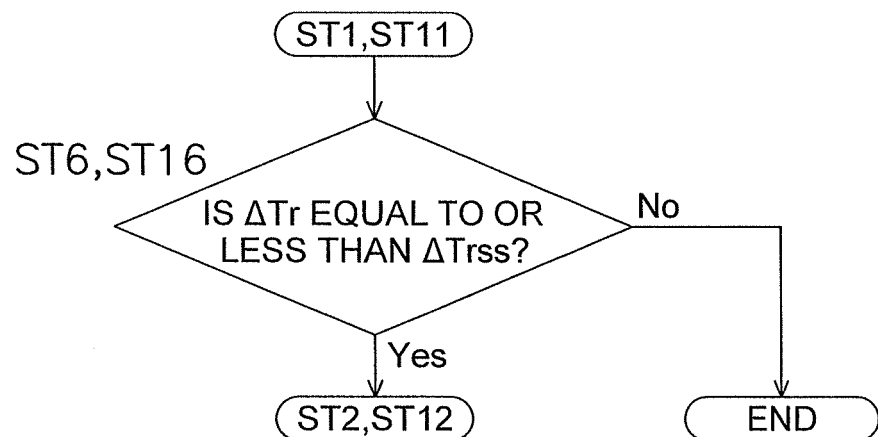 ST1,ST11
ST6,ST16
IS ΔTr EQUAL TO OR
LESS THAN ΔTrss?
No
Yes
ST2,ST12
END